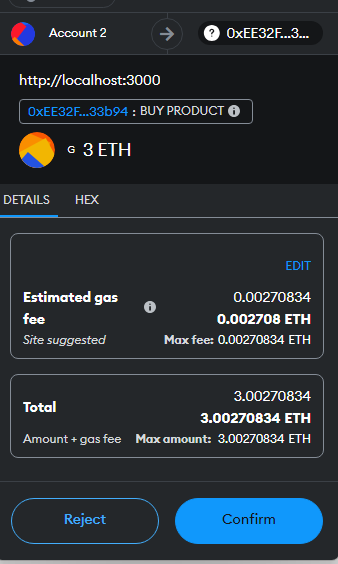 Account 2
0xEE32F...3...
http://localhost:3000
0xEE32F...33b94 : BUY PRODUCT
G 3 ETH
DETAILS HEX
EDIT
Estimated gas fee 0.00270834
0.002708 ETH
Site suggested Max fee: 0.00270834 ETH
Total 3.00270834
3.00270834 ETH
Amount + gas fee Max amount: 3.00270834 ETH
Reject Confirm